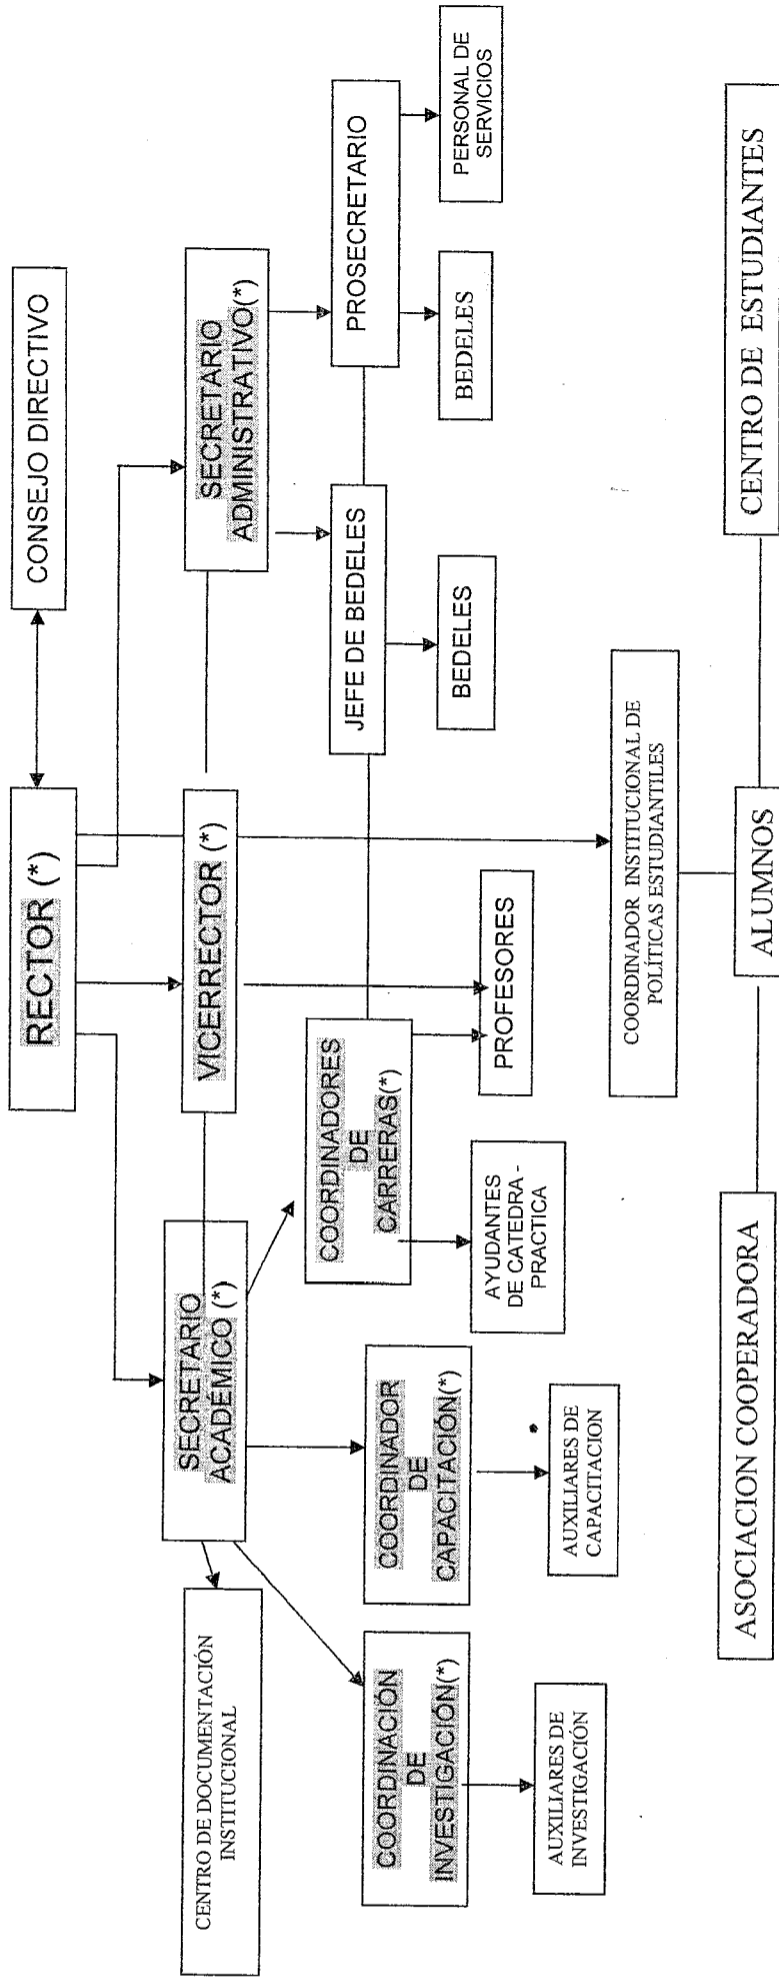 RECTOR (*)
CONSEJO DIRECTIVO
SECRETARIO
ACADÉMICO (*)
VICERRECTOR (*)
SECRETARIO
ADMINISTRATIVO(*)
CENTRO DE DOCUMENTACIÓN
INSTITUCIONAL
COORDINACIÓN
DE
INVESTIGACIÓN(*)
COORDINADOR
DE
CAPACITACIÓN(*)
COORDINADORES
DE
CARRERAS(*)
JEFE DE BEDELES
PROSECRETARIO
AUXILIARES DE
INVESTIGACIÓN
AUXILIARES DE
CAPACITACION
AYUDANTES
DE CATEDRA -
PRACTICA
PROFESORES
BEDELES
BEDELES
PERSONAL DE
SERVICIOS
COORDINADOR INSTITUCIONAL DE
POLÍTICAS ESTUDIANTILES
ASOCIACION COOPERADORA
ALUMNOS
CENTRO DE ESTUDIANTES